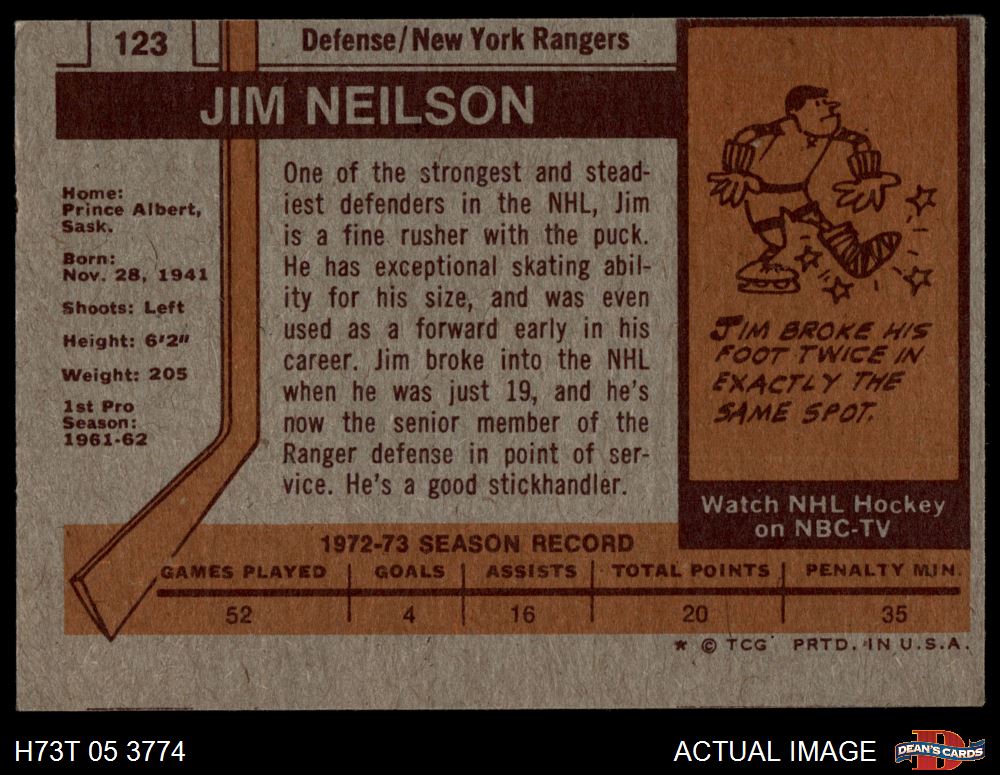 123
Defense/New York Rangers
JIM NEILSON
Home:
Prince Albert,
Sask.
Born:
Nov. 28, 1941
Shoots: Left
Height: 6'2"
Weight: 205
1st Pro
Season:
1961-62
One of the strongest and stead-
iest defenders in the NHL, Jim
is a fine rusher with the puck.
He has exceptional skating abil-
ity for his size, and was even
used as a forward early in his
career. Jim broke into the NHL
when he was just 19, and he's
now the senior member of the
Ranger defense in point of ser-
vice. He's a good stickhandler.
JIM BROKE HIS
FOOT TWICE IN
EXACTLY THE
SAME SPOT.
Watch NHL Hockey
on NBC-TV
1972-73 SEASON RECORD
GAMES PLAYED GOALS ASSISTS TOTAL POINTS PENALTY MIN.
52 4 16 20 35
* © TCG PRTD. IN U.S.A.
H73T 05 3774
ACTUAL IMAGE
DEAN'S CARDS